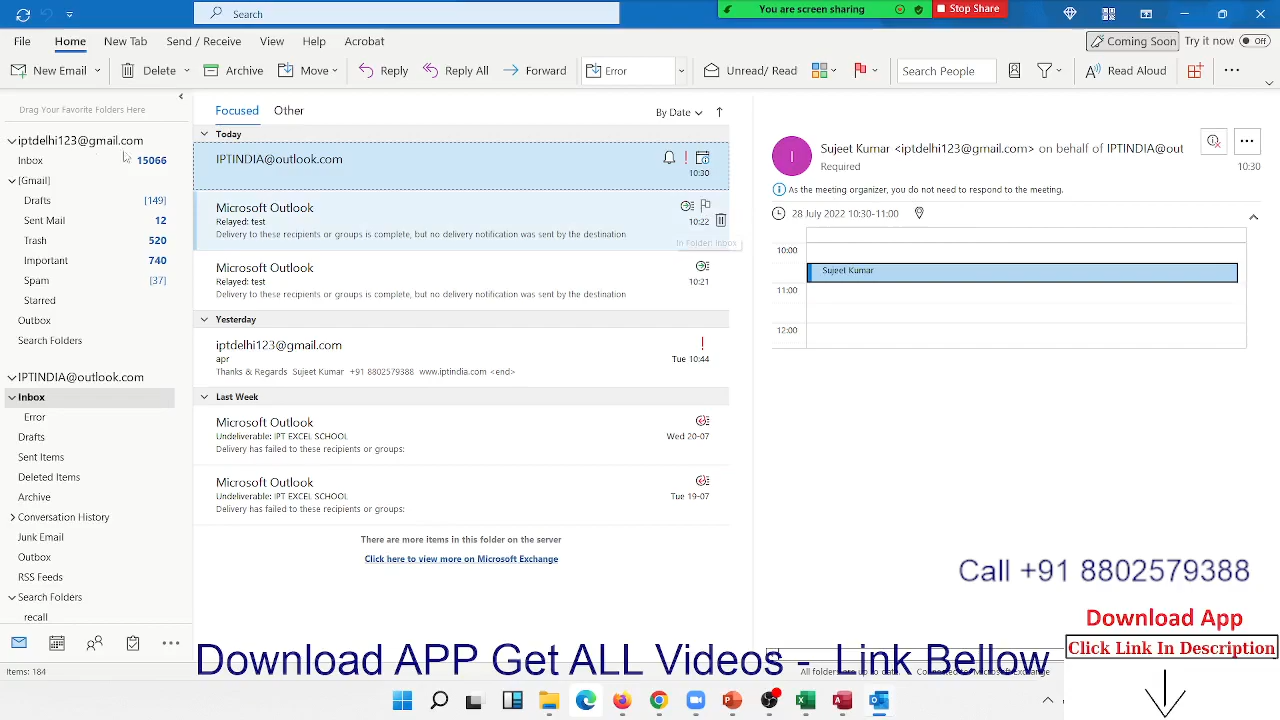 Search
You are screen sharing
Stop Share
File
Home
New Tab
Send / Receive
View
Help
Acrobat
Coming Soon
Try it now
Off
New Email
Delete
Archive
Move
Reply
Reply All
Forward
Error
Unread/ Read
Search People
Read Aloud
Drag Your Favorite Folders Here
iptdelhi123@gmail.com
Inbox 15066
[Gmail]
Drafts [149]
Sent Mail 12
Trash 520
Important 740
Spam [37]
Starred
Outbox
Search Folders
IPTINDIA@outlook.com
Inbox
Error
Drafts
Sent Items
Deleted Items
Archive
Conversation History
Junk Email
Outbox
RSS Feeds
Search Folders
recall
Items: 184
Focused
Other
By Date
Today
IPTINDIA@outlook.com
10:30
Microsoft Outlook
Relayed: test
10:22
Delivery to these recipients or groups is complete, but no delivery notification was sent by the destination
In Folder: Inbox
Microsoft Outlook
Relayed: test
10:21
Delivery to these recipients or groups is complete, but no delivery notification was sent by the destination
Yesterday
iptdelhi123@gmail.com
apr
Tue 10:44
Thanks & Regards Sujeet Kumar +91 8802579388 www.iptindia.com <end>
Last Week
Microsoft Outlook
Undeliverable: IPT EXCEL SCHOOL
Wed 20-07
Delivery has failed to these recipients or groups:
Microsoft Outlook
Undeliverable: IPT EXCEL SCHOOL
Tue 19-07
Delivery has failed to these recipients or groups:
There are more items in this folder on the server
Click here to view more on Microsoft Exchange
I
Sujeet Kumar <iptdelhi123@gmail.com> on behalf of IPTINDIA@out
Required
10:30
As the meeting organizer, you do not need to respond to the meeting.
28 July 2022 10:30-11:00
10:00
Sujeet Kumar
11:00
12:00
Call +91 8802579388
Download App
Click Link In Description
Download APP Get ALL Videos - Link Bellow
All folders are up to date.
Connected to Microsoft Exchange